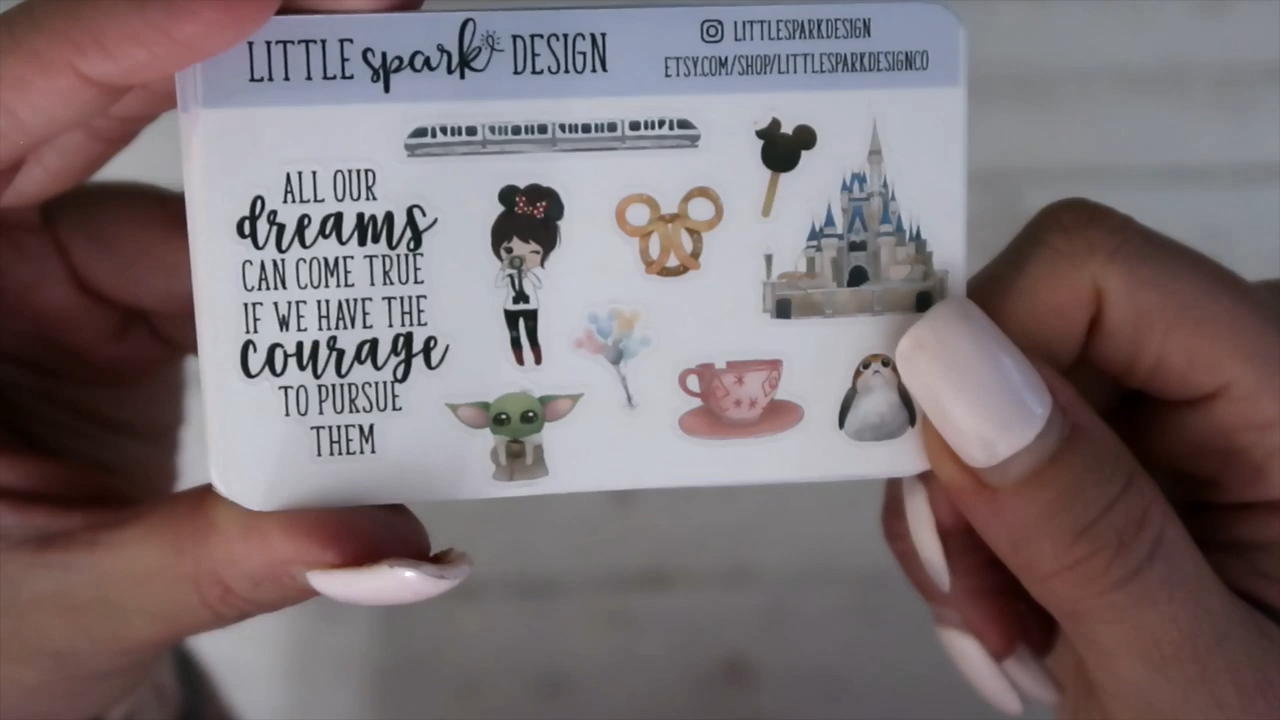 LITTLE spark DESIGN
LITTLESPARKDESIGN
ETSY.COM/SHOP/LITTLESPARKDESIGNCO
ALL OUR
dreams
CAN COME TRUE
IF WE HAVE THE
courage
TO PURSUE
THEM